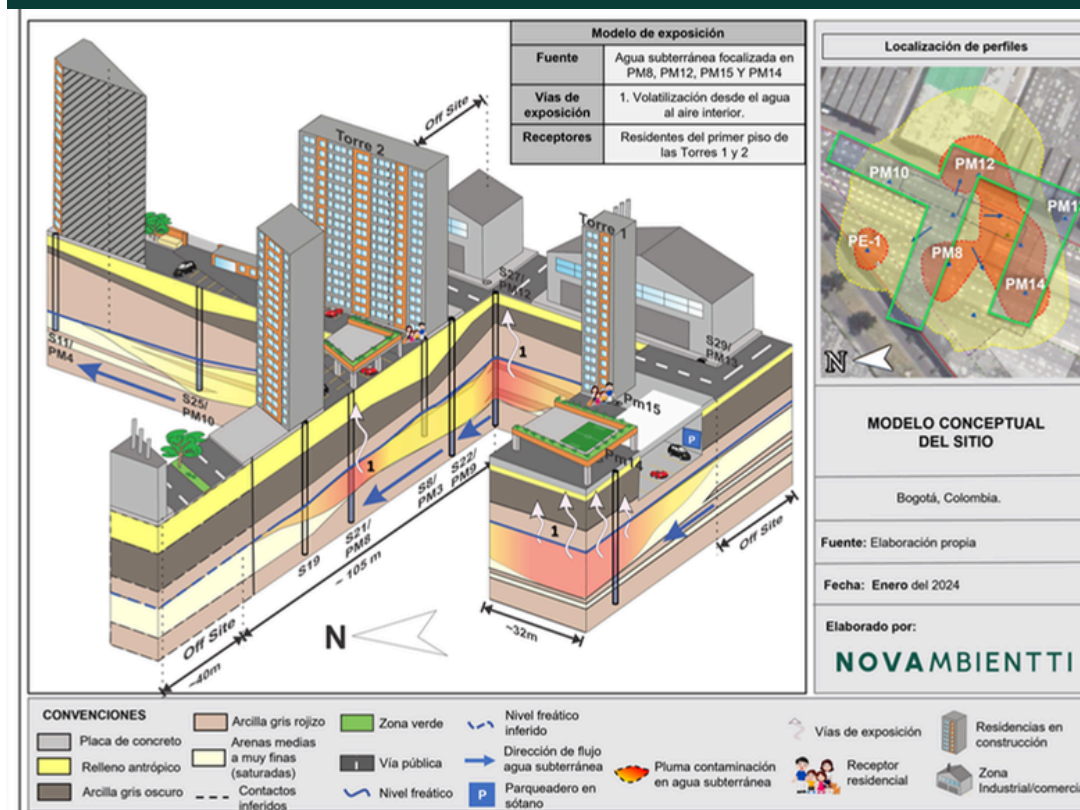 Modelo de exposición
Fuente
Agua subterránea focalizada en
PM8, PM12, PM15 Y PM14
Vías de
exposición
1. Volatilización desde el agua
al aire interior.
Receptores
Residentes del primer piso de
las Torres 1 y 2
Off Site
Torre 2
Torre 1
S27/
PM12
S29/
PM13
S11/
PM4
S25/
PM10
1
Pm15
P
Pm14
1
S22/
PM9
S8/
PM3
S21/
PM8
S19
1
~ 105 m
Off Site
~40m
Off Site
~32m
N
Localización de perfiles
PM12
PM10
PM1
PE-1
PM8
PM14
N
MODELO CONCEPTUAL
DEL SITIO
Bogotá, Colombia.
Fuente: Elaboración propia
Fecha: Enero del 2024
Elaborado por:
NOVAMBIENTTI
CONVENCIONES
Placa de concreto
Relleno antrópico
Arcilla gris oscuro
Arcilla gris rojizo
Arenas medias
a muy finas
(saturadas)
Contactos
inferidos
Zona verde
Vía pública
Nivel freático
Nivel freático
inferido
Dirección de flujo
agua subterránea
P
Parqueadero en
sótano
Pluma contaminación
en agua subterránea
Vías de exposición
Receptor
residencial
Residencias en
construcción
Zona
Industrial/comerci